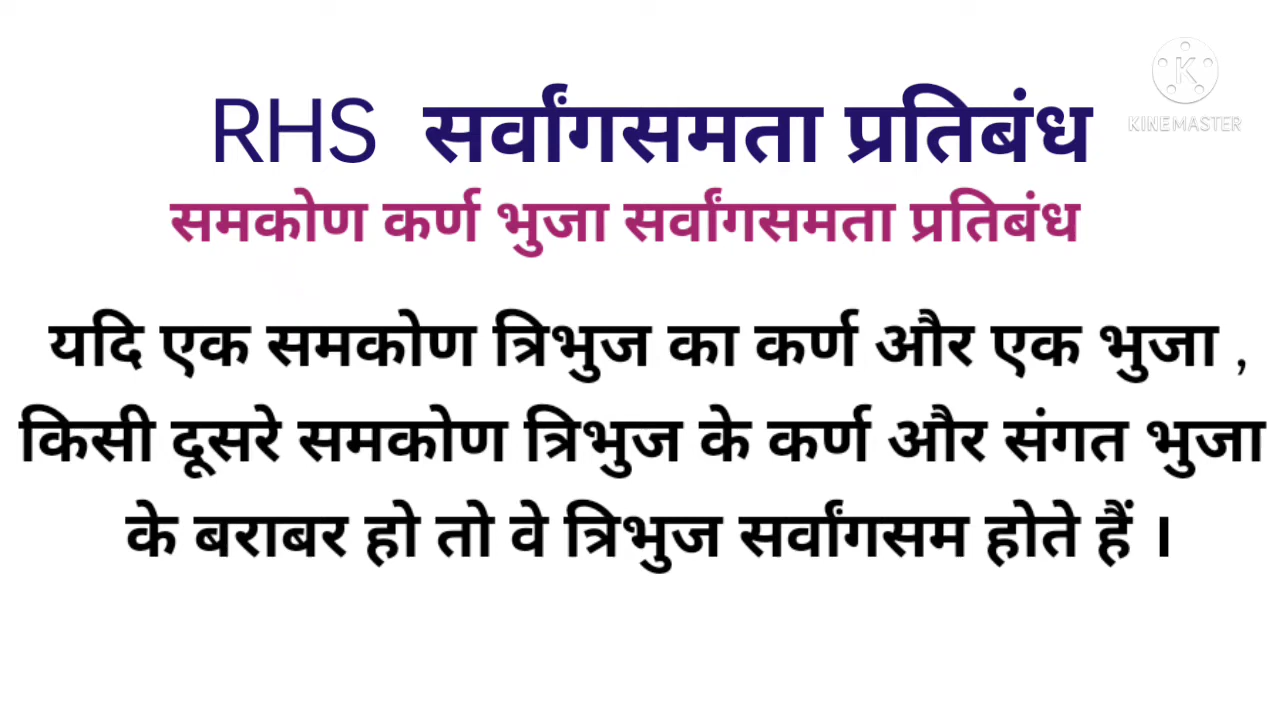 RHS सर्वांगसमता प्रतिबंध
समकोण कर्ण भुजा सर्वांगसमता प्रतिबंध
यदि एक समकोण त्रिभुज का कर्ण और एक भुजा ,
किसी दूसरे समकोण त्रिभुज के कर्ण और संगत भुजा
के बराबर हो तो वे त्रिभुज सर्वांगसम होते हैं ।
K
KINEMASTER